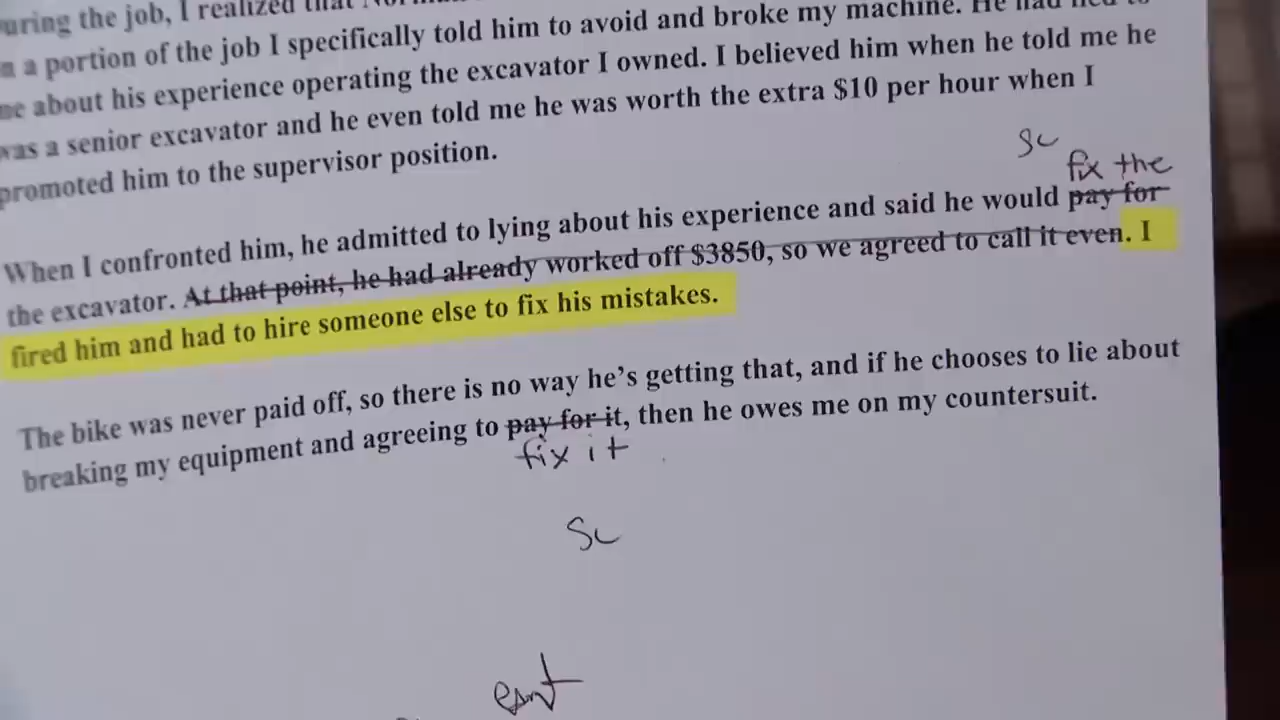 uring the job, I realized that
a portion of the job I specifically told him to avoid and broke my machine. He had lied to
me about his experience operating the excavator I owned. I believed him when he told me he
was a senior excavator and he even told me he was worth the extra $10 per hour when I
promoted him to the supervisor position.
SC
fix the
When I confronted him, he admitted to lying about his experience and said he would pay for
the excavator. At that point, he had already worked off $3850, so we agreed to call it even. I
fired him and had to hire someone else to fix his mistakes.
The bike was never paid off, so there is no way he's getting that, and if he chooses to lie about
breaking my equipment and agreeing to pay for it, then he owes me on my countersuit.
fix it
SC